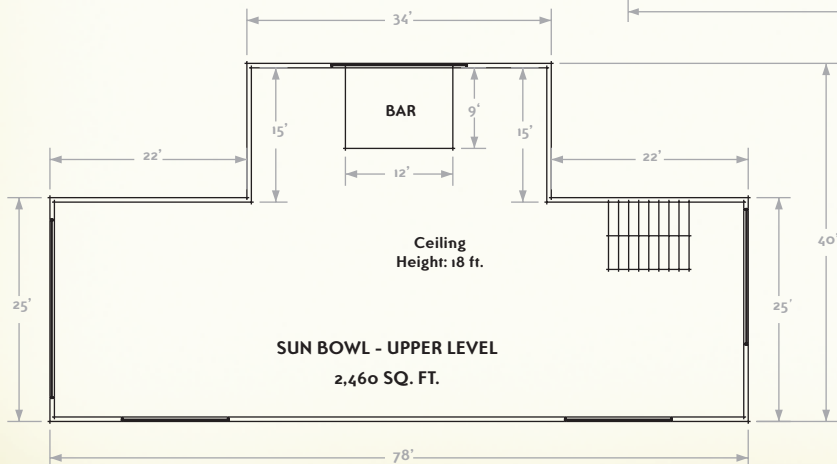 34’
BAR
9‘
15’
15’
22’
22’
12’
Ceiling
Height: 18 ft.
40’
25’
25’
SUN BOWL - UPPER LEVEL
2,460 SQ. FT.
78’